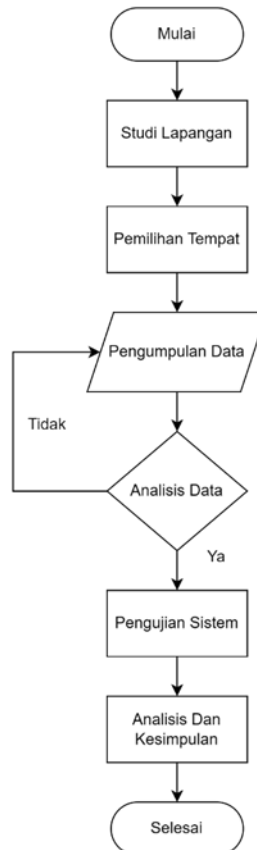 Mulai
Studi Lapangan
Pemilihan Tempat
Pengumpulan Data
Tidak
Analisis Data
Ya
Pengujian Sistem
Analisis Dan
Kesimpulan
Selesai